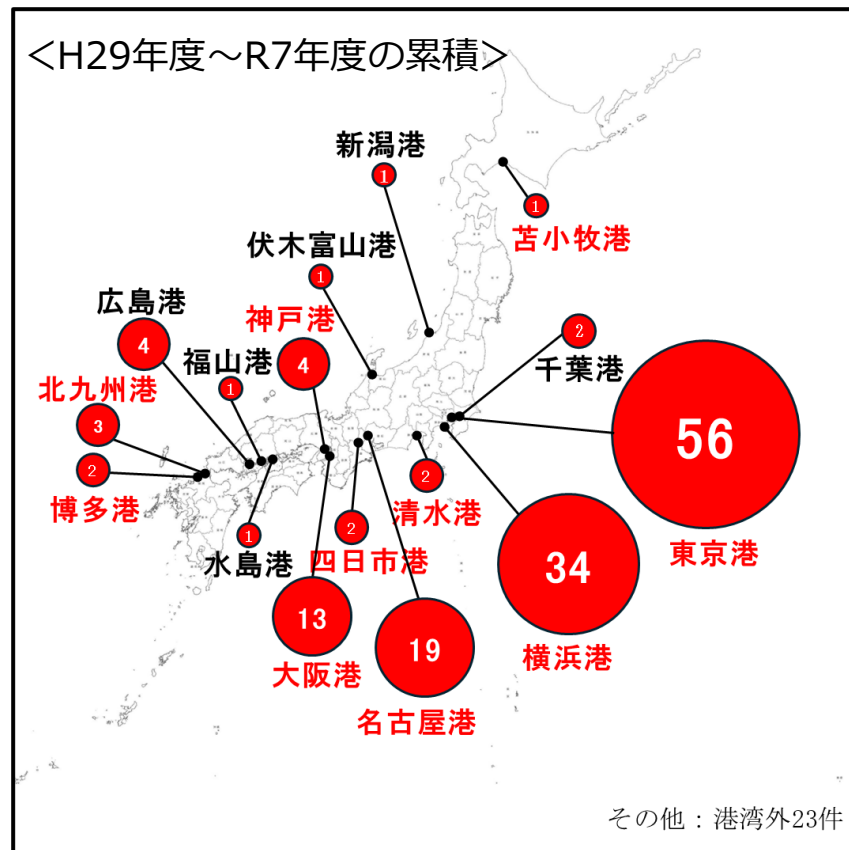 <H29年度～R7年度の累積>
新潟港
1
1
苫小牧港
伏木富山港
1
広島港
4
神戸港
4
福山港
1
2
千葉港
北九州港
3
56
東京港
2
博多港
2
清水港
1
水島港
2
四日市港
34
横浜港
13
大阪港
19
名古屋港
その他：港湾外23件